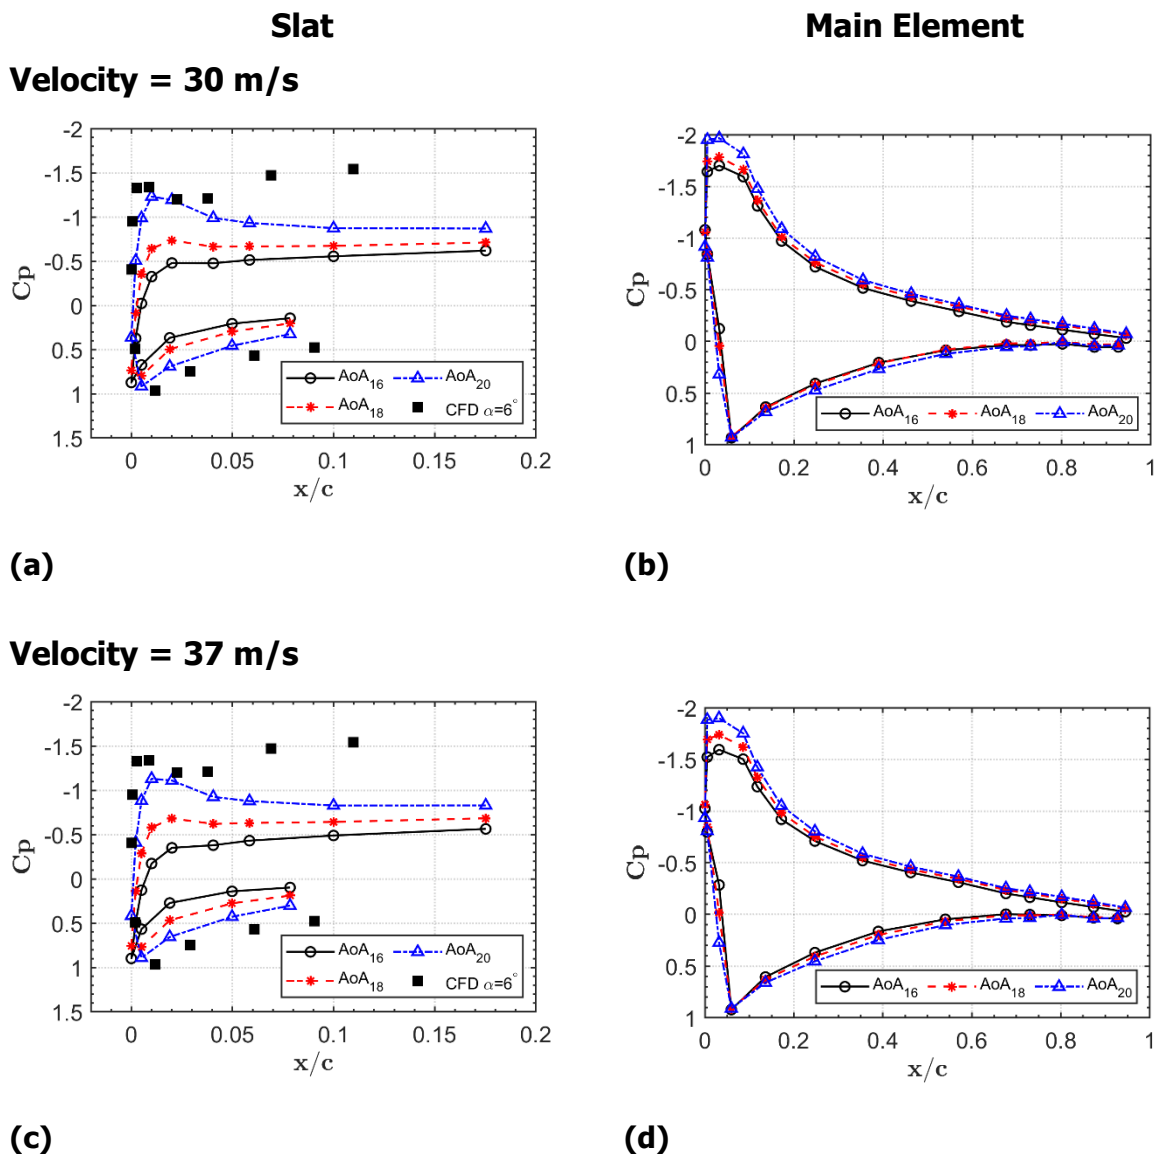 Slat Main Element
Velocity = 30 m/s
-2
-1.5
-1
-0.5
0
0.5
1
1.5
Cp
0 0.05 0.1 0.15 0.2
x/c
AoA16 AoA20
AoA18 CFD α=6°
-2
-1.5
-1
-0.5
0
0.5
1
Cp
0 0.2 0.4 0.6 0.8 1
x/c
AoA16 AoA18 AoA20
(a) (b)
Velocity = 37 m/s
-2
-1.5
-1
-0.5
0
0.5
1
1.5
Cp
0 0.05 0.1 0.15 0.2
x/c
AoA16 AoA20
AoA18 CFD α=6°
-2
-1.5
-1
-0.5
0
0.5
1
Cp
0 0.2 0.4 0.6 0.8 1
x/c
AoA16 AoA18 AoA20
(c) (d)